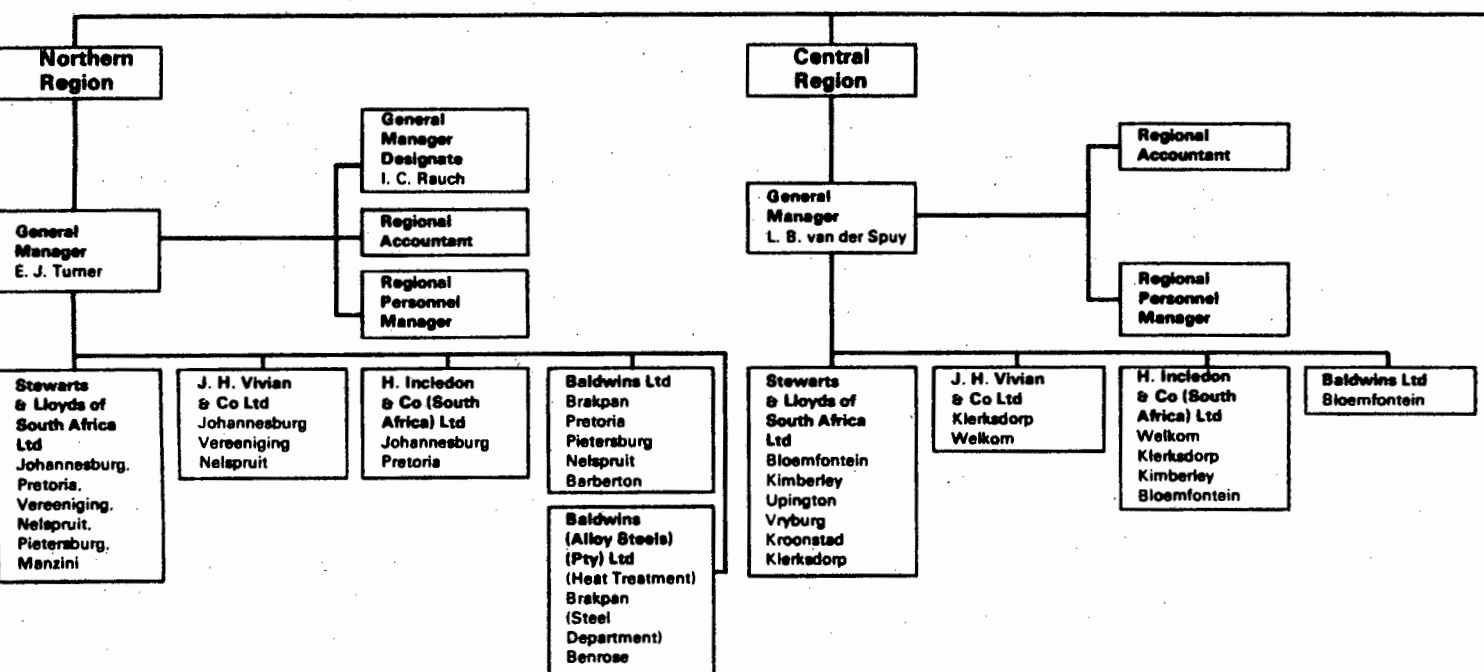 Northern
Region
General
Manager
E. J. Turner
General
Manager
Designate
I. C. Rauch
Regional
Accountant
Regional
Personnel
Manager
Stewarts
& Lloyds of
South Africa
Ltd
Johannesburg.
Pretoria.
Vereeniging.
Nelspruit.
Pietersburg.
Manzini
J. H. Vivian
& Co Ltd
Johannesburg
Vereeniging
Nelspruit
H. Incledon
& Co (South
Africa) Ltd
Johannesburg
Pretoria
Baldwins Ltd
Brakpan
Pretoria
Pietersburg
Nelspruit
Barberton
Baldwins
(Alloy Steels)
(Pty) Ltd
(Heat Treatment)
Brakpan
(Steel
Department)
Benrose
Central
Region
General
Manager
L. B. van der Spuy
Regional
Accountant
Regional
Personnel
Manager
Stewarts
& Lloyds of
South Africa
Ltd
Bloemfontein
Kimberley
Upington
Vryburg
Kroonstad
Klerksdorp
J. H. Vivian
& Co Ltd
Klerksdorp
Welkom
H. Incledon
& Co (South
Africa) Ltd
Welkom
Klerksdorp
Kimberley
Bloemfontein
Baldwins Ltd
Bloemfontein